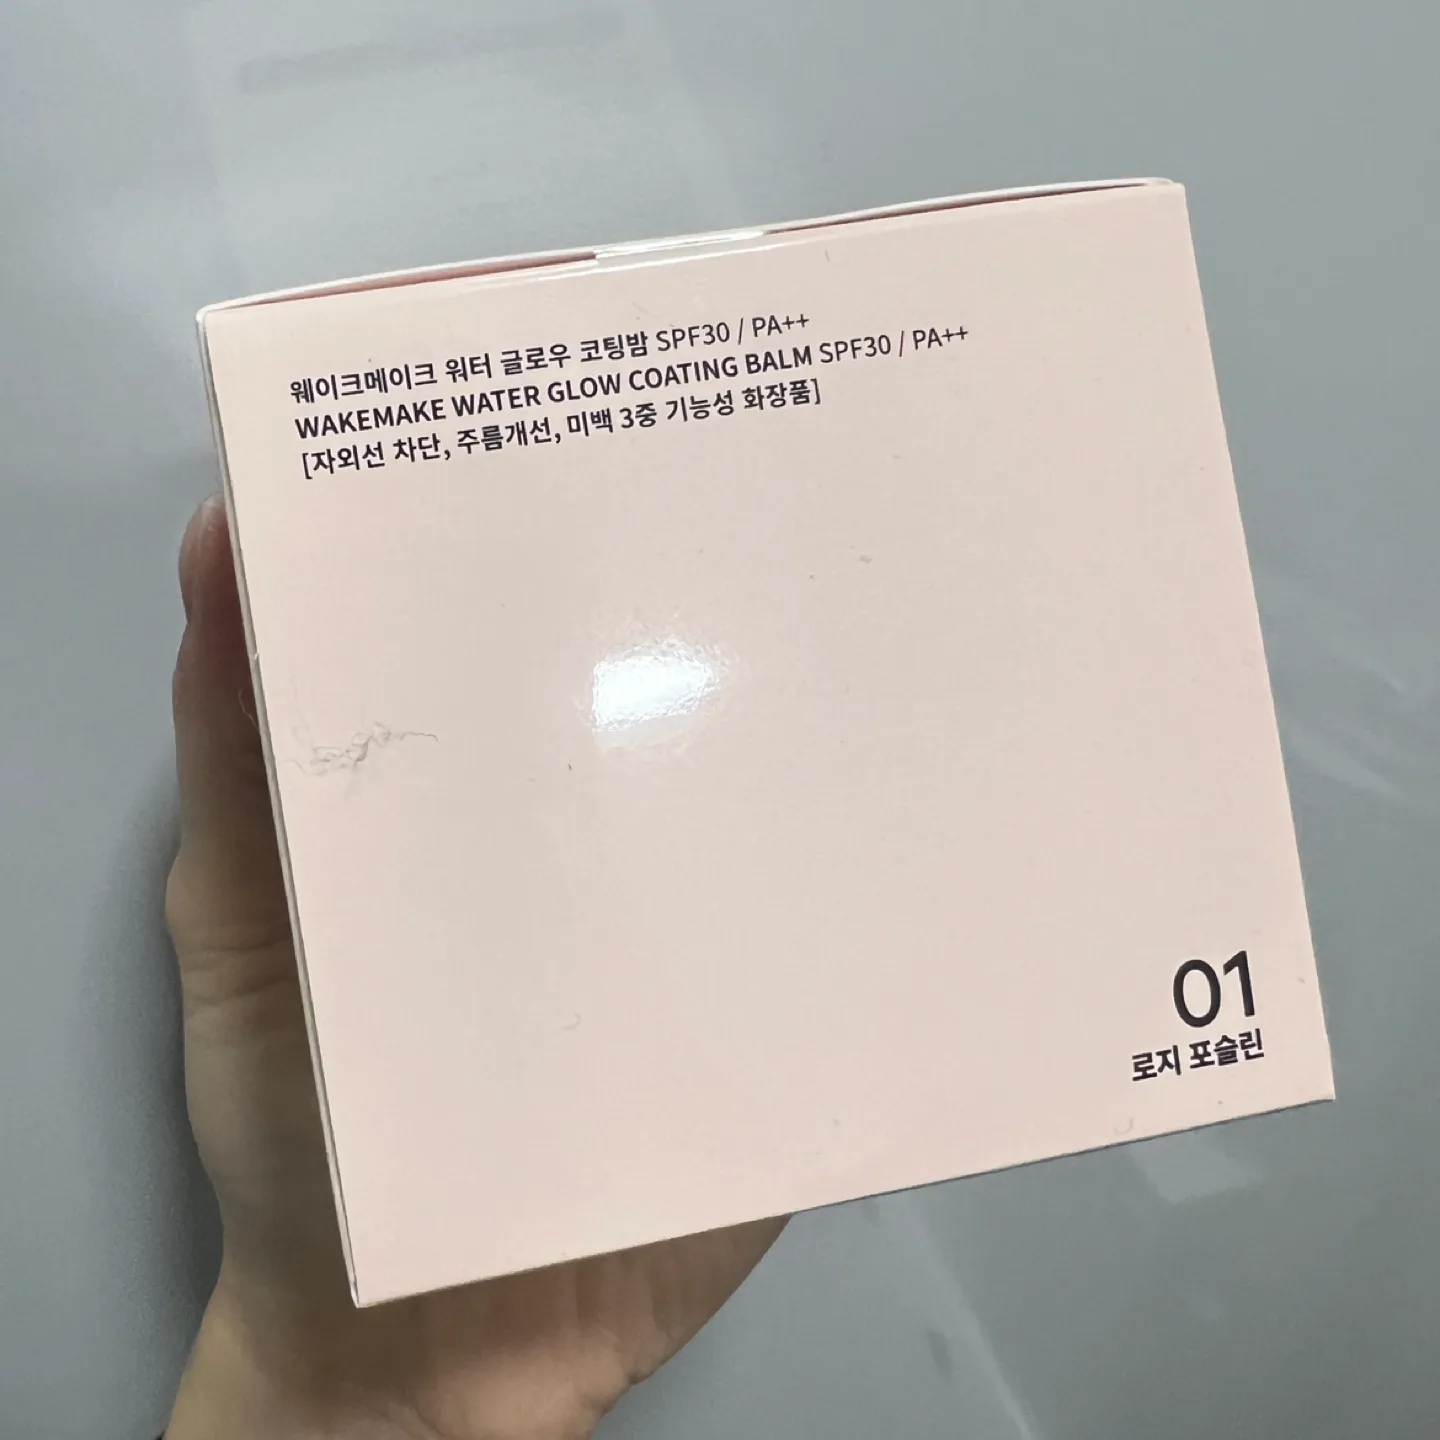 웨이크메이크 워터 글로우 코팅밤 SPF30 / PA++
WAKEMAKE WATER GLOW COATING BALM SPF30 / PA++
[자외선 차단, 주름개선, 미백 3중 기능성 화장품]
01
로지 포슬린